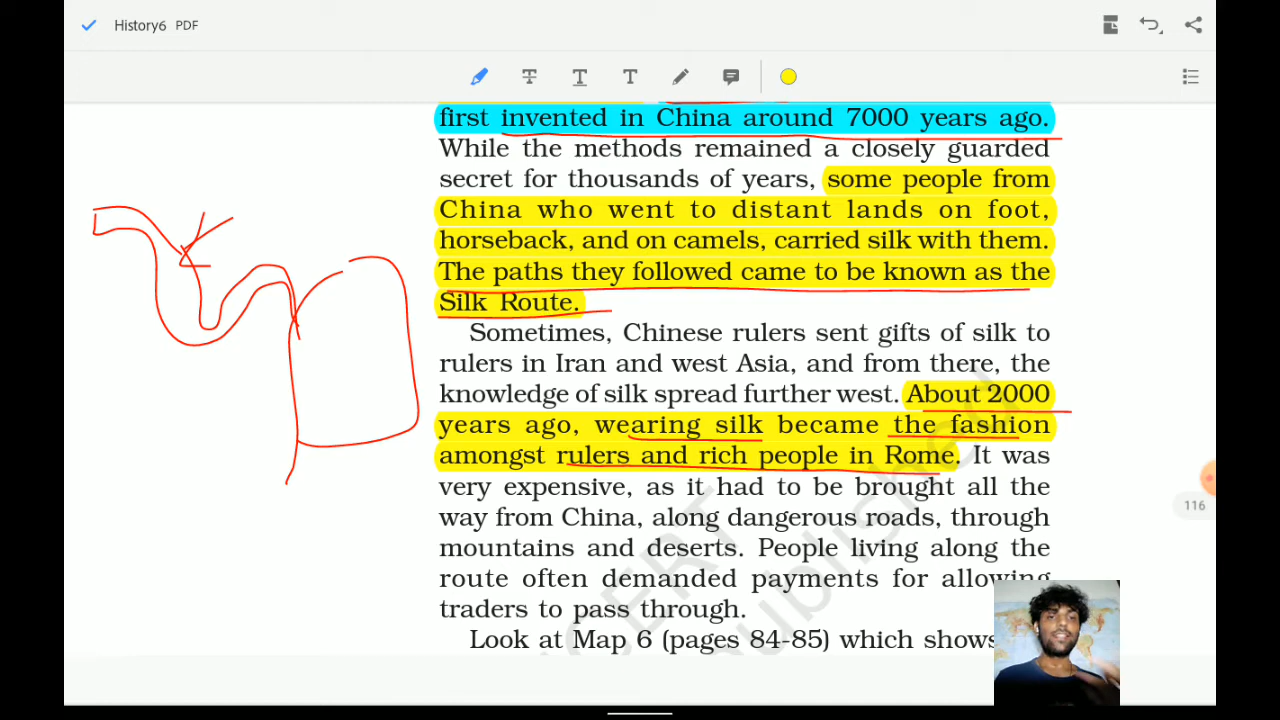 History6 PDF
first invented in China around 7000 years ago.
While the methods remained a closely guarded
secret for thousands of years, some people from
China who went to distant lands on foot,
horseback, and on camels, carried silk with them.
The paths they followed came to be known as the
Silk Route.
Sometimes, Chinese rulers sent gifts of silk to
rulers in Iran and west Asia, and from there, the
knowledge of silk spread further west. About 2000
years ago, wearing silk became the fashion
amongst rulers and rich people in Rome. It was
very expensive, as it had to be brought all the
way from China, along dangerous roads, through
mountains and deserts. People living along the
route often demanded payments for allowing
traders to pass through.
Look at Map 6 (pages 84-85) which shows
116